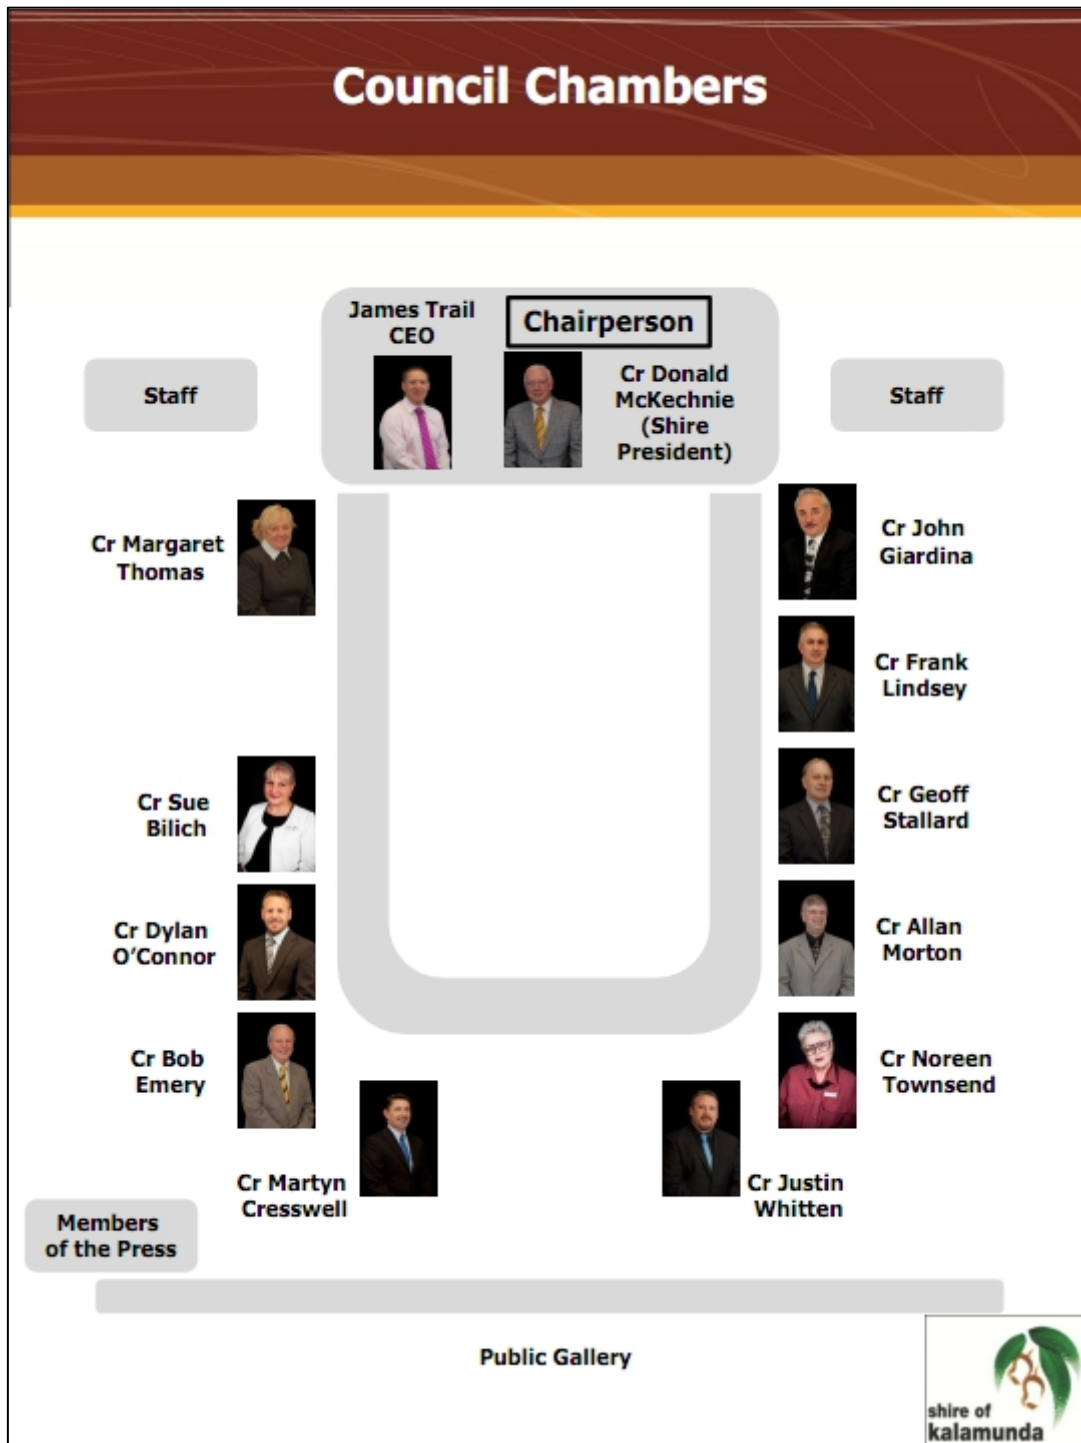 Council Chambers
James Trail
CEO
Chairperson
Cr Donald
McKechnie
(Shire
President)
Staff
Staff
Cr Margaret
Thomas
Cr John
Giardina
Cr Frank
Lindsey
Cr Sue
Bilich
Cr Geoff
Stallard
Cr Dylan
O'Connor
Cr Allan
Morton
Cr Bob
Emery
Cr Noreen
Townsend
Cr Martyn
Cresswell
Cr Justin
Whitten
Members
of the Press
Public Gallery
shire of
kalamunda